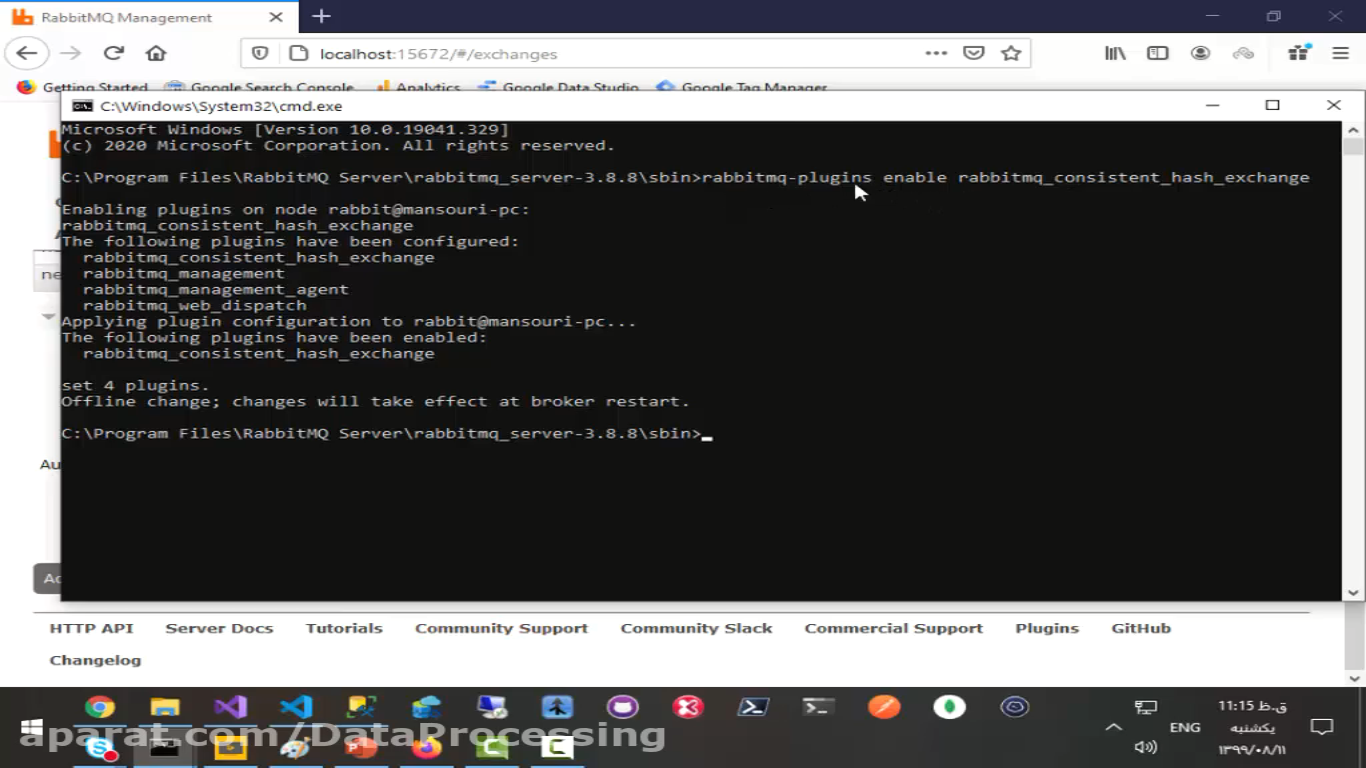 RabbitMQ Management
localhost:15672/#/exchanges
Getting Started Google Search Console Analytics Google Data Studio Google Tag Manager
C:\Windows\System32\cmd.exe
Microsoft Windows [Version 10.0.19041.329]
(c) 2020 Microsoft Corporation. All rights reserved.
C:\Program Files\RabbitMQ Server\rabbitmq_server-3.8.8\sbin>rabbitmq-plugins enable rabbitmq_consistent_hash_exchange
Enabling plugins on node rabbit@mansouri-pc:
rabbitmq_consistent_hash_exchange
The following plugins have been configured:
rabbitmq_consistent_hash_exchange
rabbitmq_management
rabbitmq_management_agent
rabbitmq_web_dispatch
Applying plugin configuration to rabbit@mansouri-pc...
The following plugins have been enabled:
rabbitmq_consistent_hash_exchange
set 4 plugins.
Offline change; changes will take effect at broker restart.
C:\Program Files\RabbitMQ Server\rabbitmq_server-3.8.8\sbin>
HTTP API Server Docs Tutorials Community Support Community Slack Commercial Support Plugins GitHub
Changelog
11:15 ق.ظ
ENG یکشنبه
۱۳۹۹/۰۸/۱۱
aparat.com/DataProcessing